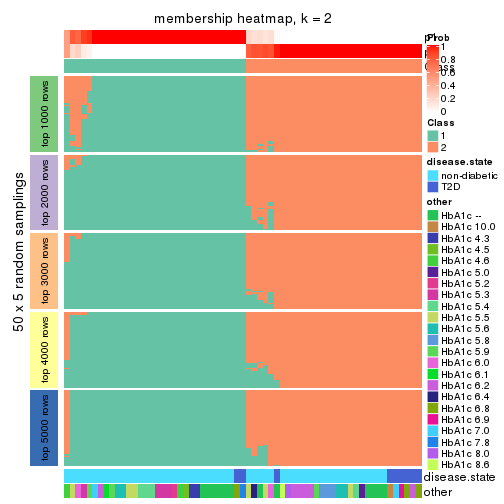 membership heatmap, k = 2
50 x 5 random samplings
top 1000 rows
top 2000 rows
top 3000 rows
top 4000 rows
top 5000 rows
Prob
1
0.8
0.6
0.4
0.2
0
Class
1
2
disease.state
non-diabetic
T2D
other
HbA1c --
HbA1c 10.0
HbA1c 4.3
HbA1c 4.5
HbA1c 4.6
HbA1c 5.0
HbA1c 5.2
HbA1c 5.3
HbA1c 5.4
HbA1c 5.5
HbA1c 5.6
HbA1c 5.8
HbA1c 5.9
HbA1c 6.0
HbA1c 6.1
HbA1c 6.2
HbA1c 6.4
HbA1c 6.8
HbA1c 6.9
HbA1c 7.0
HbA1c 7.8
HbA1c 8.0
HbA1c 8.6
disease.state
other